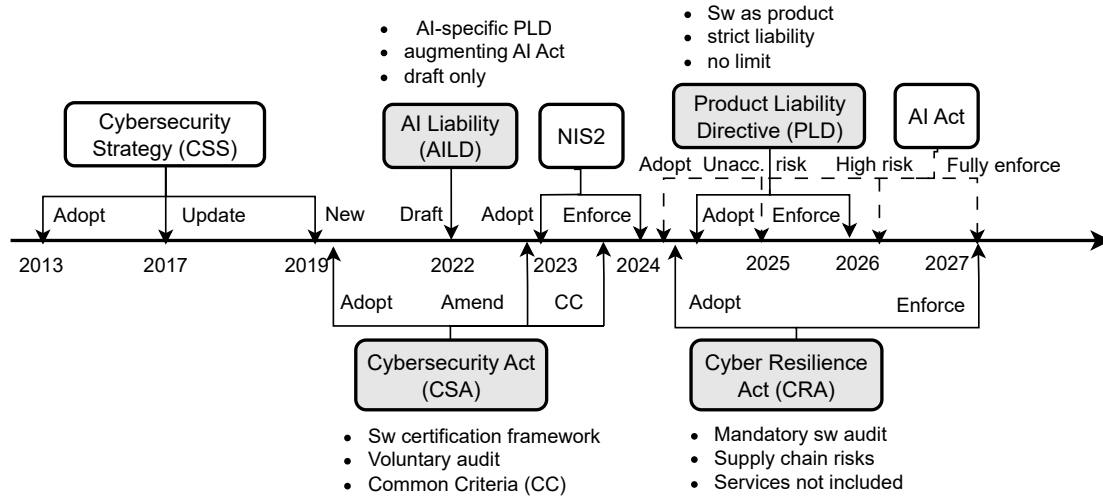 AI-specific PLD
augmenting AI Act
draft only
Sw as product
strict liability
no limit
Cybersecurity
Strategy (CSS)
AI Liability
(AILD)
NIS2
Product Liability
Directive (PLD)
AI Act
Adopt
Unacc. risk
High risk
Fully enforce
Adopt
Update
New
Draft
Adopt
Enforce
Adopt
Enforce
2013
2017
2019
2022
2023
2024
2025
2026
2027
Adopt
Amend
CC
Adopt
Enforce
Cybersecurity Act
(CSA)
Cyber Resilience
Act (CRA)
Sw certification framework
Voluntary audit
Common Criteria (CC)
Mandatory sw audit
Supply chain risks
Services not included